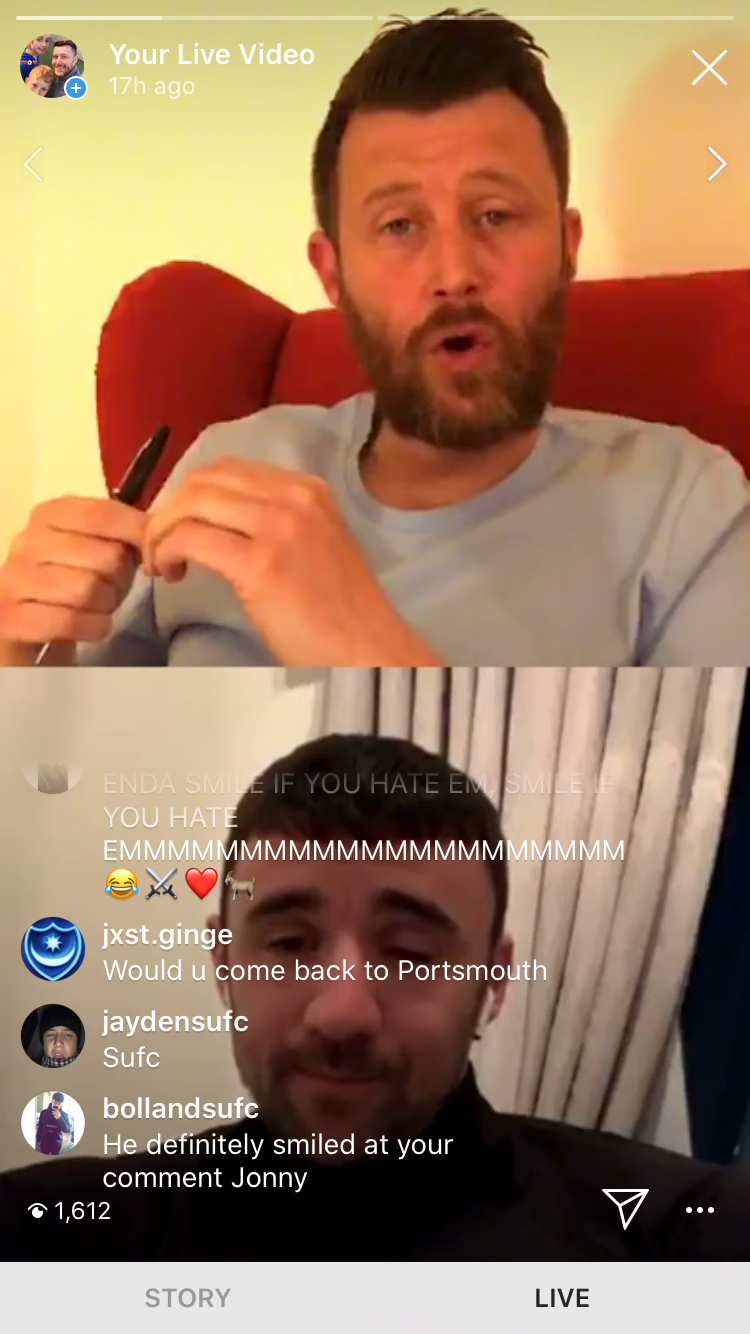 Your Live Video
17h ago
ENDA SMILE IF YOU HATE EM, SMILE IF
YOU HATE
EMMMMMMMMMMMMMMMMMMMMM
😂⚔️❤️🐐
jxst.ginge
Would u come back to Portsmouth
jaydensufc
Sufc
bollandsufc
He definitely smiled at your
comment Jonny
1,612
STORY
LIVE